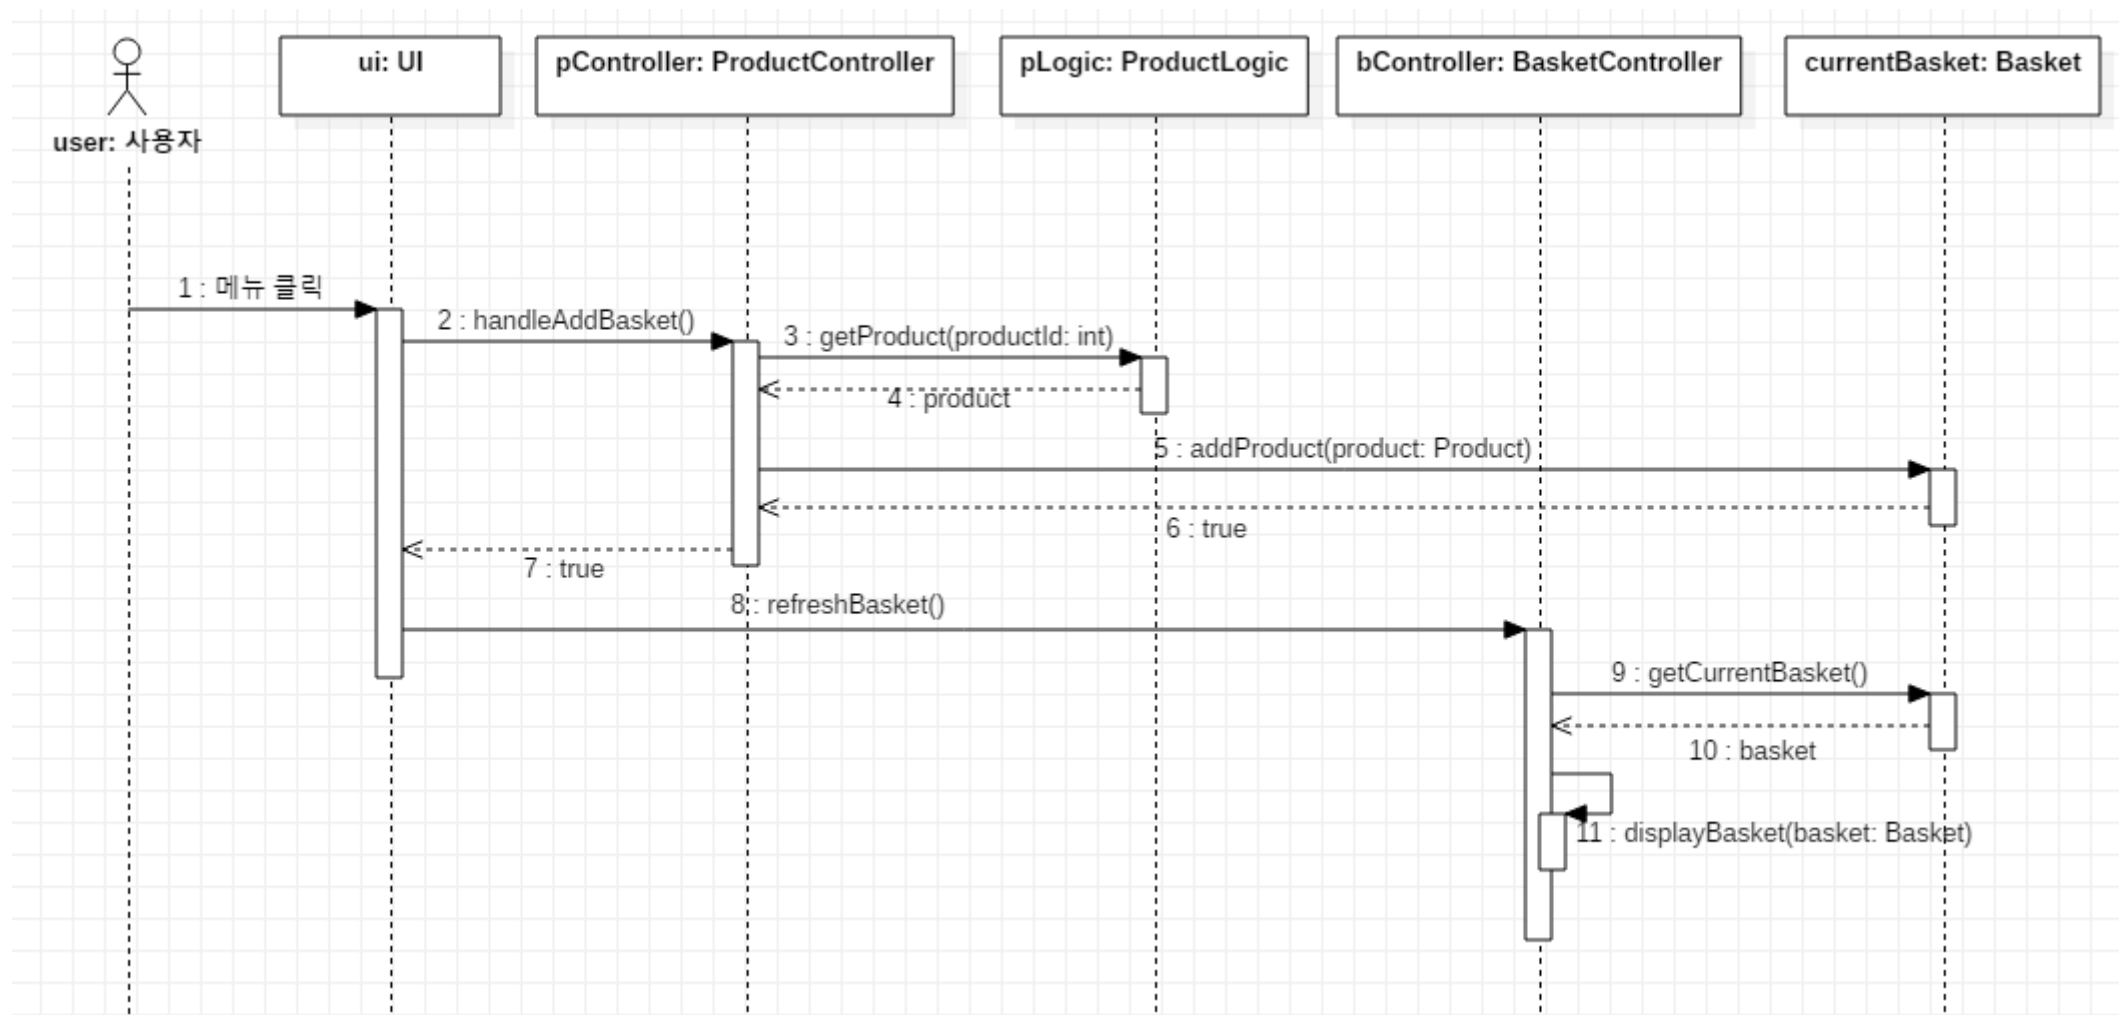 ui: UI
pController: ProductController
pLogic: ProductLogic
bController: BasketController
currentBasket: Basket
user: 사용자
1 : 메뉴 클릭
2 : handleAddBasket()
3 : getProduct(productId: int)
4 : product
5 : addProduct(product: Product)
6 : true
7 : true
8 : refreshBasket()
9 : getCurrentBasket()
10 : basket
11 : displayBasket(basket: Basket)